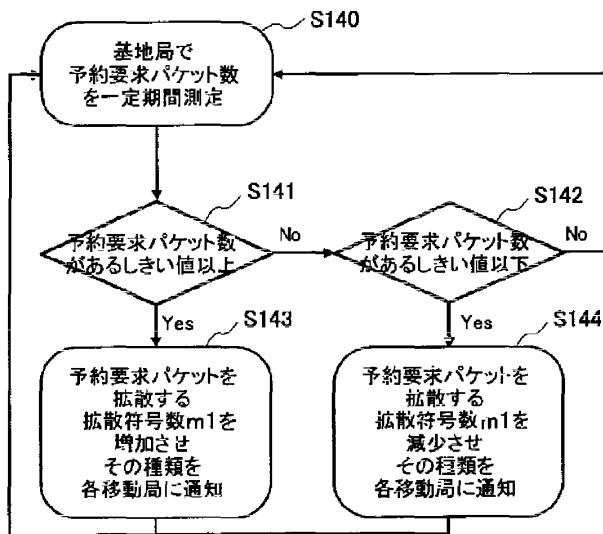 S140
基地局で
予約要求パケット数
を一定期間測定
S141
予約要求パケット数
があるしきい値以上
No
S142
予約要求パケット数
があるしきい値以下
No
Yes
S143
予約要求パケットを
拡散する
拡散符号数m1を
増加させ
その種類を
各移動局に通知
Yes
S144
予約要求パケットを
拡散する
拡散符号数m1を
減少させ
その種類を
各移動局に通知